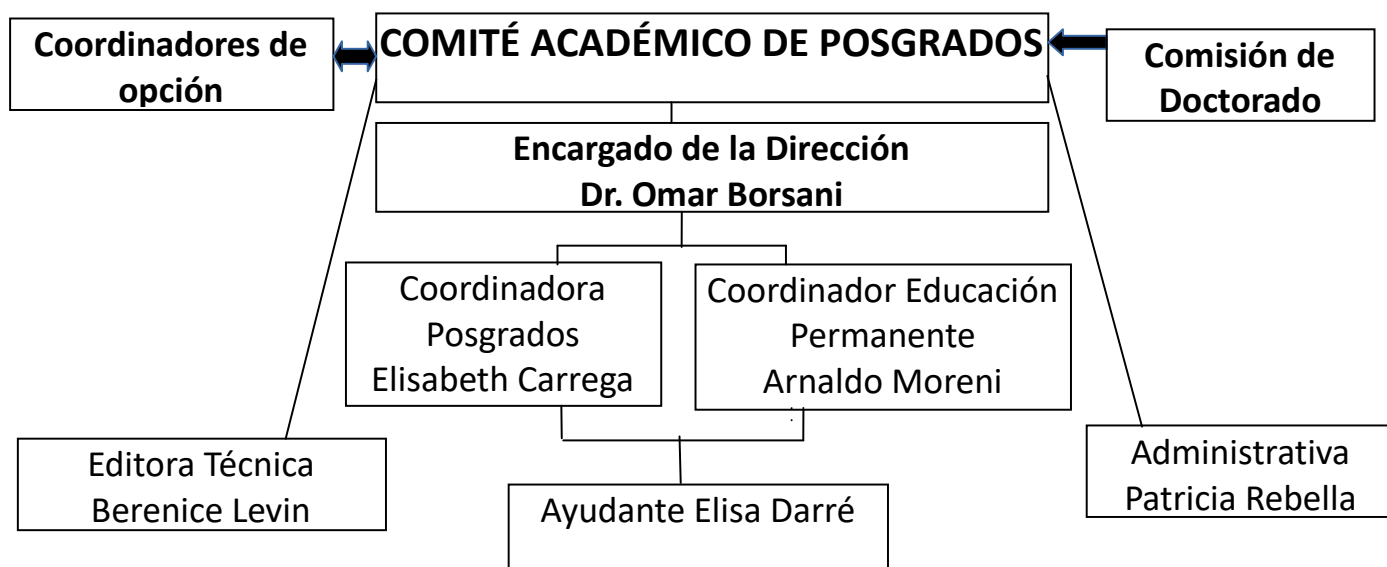 Coordinadores de
opción
COMITÉ ACADÉMICO DE POSGRADOS
Comisión de
Doctorado
Encargado de la Dirección
Dr. Omar Borsani
Coordinadora
Posgrados
Elisabeth Carrega
Coordinador Educación
Permanente
Arnaldo Moreni
Editora Técnica
Berenice Levin
Ayudante Elisa Darré
Administrativa
Patricia Rebella